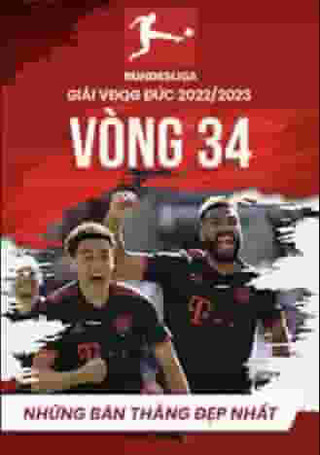 BUNDESLIGA
GIẢI VĐQG ĐỨC 2022/2023
VÒNG 34
T
T
NHỮNG BÀN THẮNG ĐẸP NHẤT